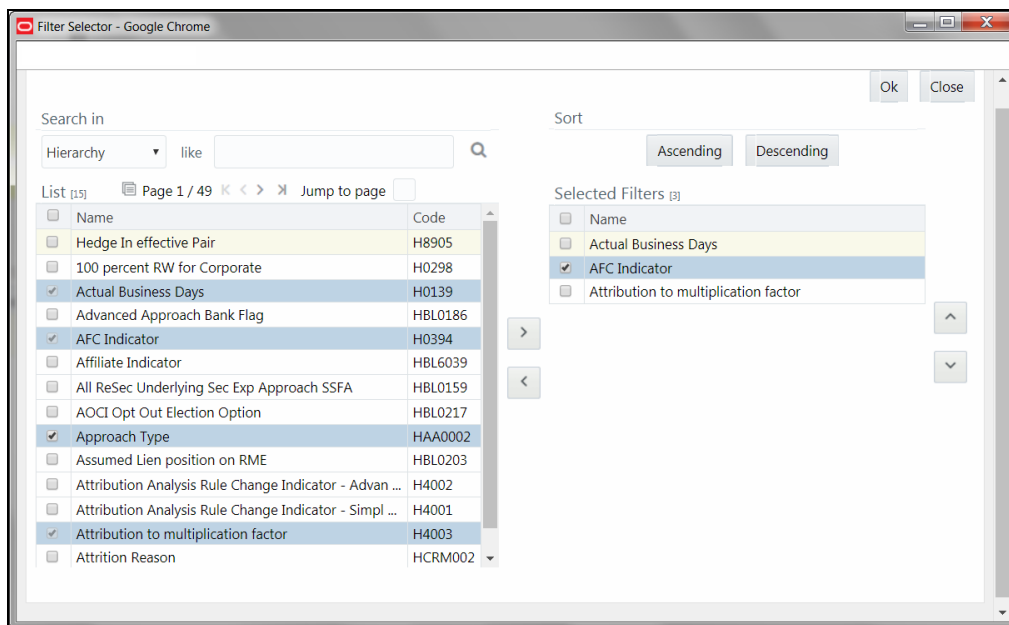 Filter Selector - Google Chrome
Ok Close
Search in
Hierarchy like
List [15] Page 1 / 49 Jump to page
Name Code
Hedge In effective Pair H8905
100 percent RW for Corporate H0298
Actual Business Days H0139
Advanced Approach Bank Flag HBL0186
AFC Indicator H0394
Affiliate Indicator HBL6039
All ReSec Underlying Sec Exp Approach SSFA HBL0159
AOCI Opt Out Election Option HBL0217
Approach Type HAA0002
Assumed Lien position on RME HBL0203
Attribution Analysis Rule Change Indicator - Advan ... H4002
Attribution Analysis Rule Change Indicator - Simpl ... H4001
Attribution to multiplication factor H4003
Attrition Reason HCRM002
Sort
Ascending Descending
Selected Filters [3]
Name
Actual Business Days
AFC Indicator
Attribution to multiplication factor